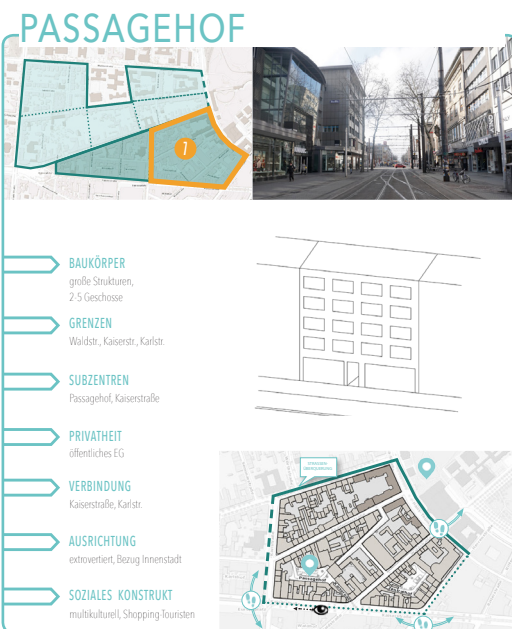 PASSAGEHOF
1
BAUKÖRPER
große Strukturen,
2-5 Geschosse
GRENZEN
Waldstr., Kaiserstr., Karlstr.
SUBZENTREN
Passagehof, Kaiserstraße
PRIVATHEIT
öffentliches EG
VERBINDUNG
Kaiserstraße, Karlstr.
AUSRICHTUNG
extrovertiert, Bezug Innenstadt
SOZIALES KONSTRUKT
multikulturell, Shopping-Touristen
Passagehof